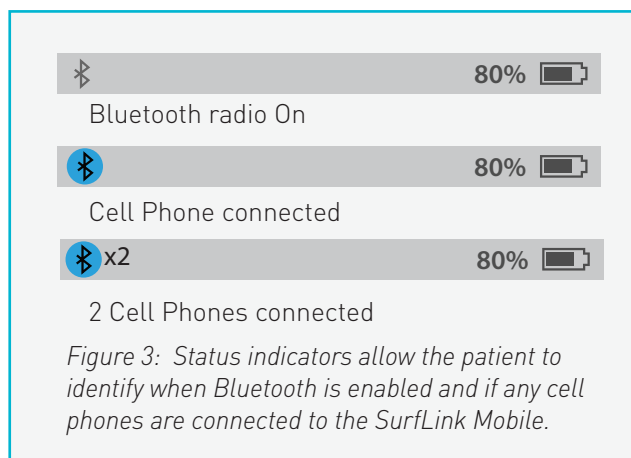 80%
Bluetooth radio On
80%
Cell Phone connected
x2 80%
2 Cell Phones connected
Figure 3: Status indicators allow the patient to
identify when Bluetooth is enabled and if any cell
phones are connected to the SurfLink Mobile.